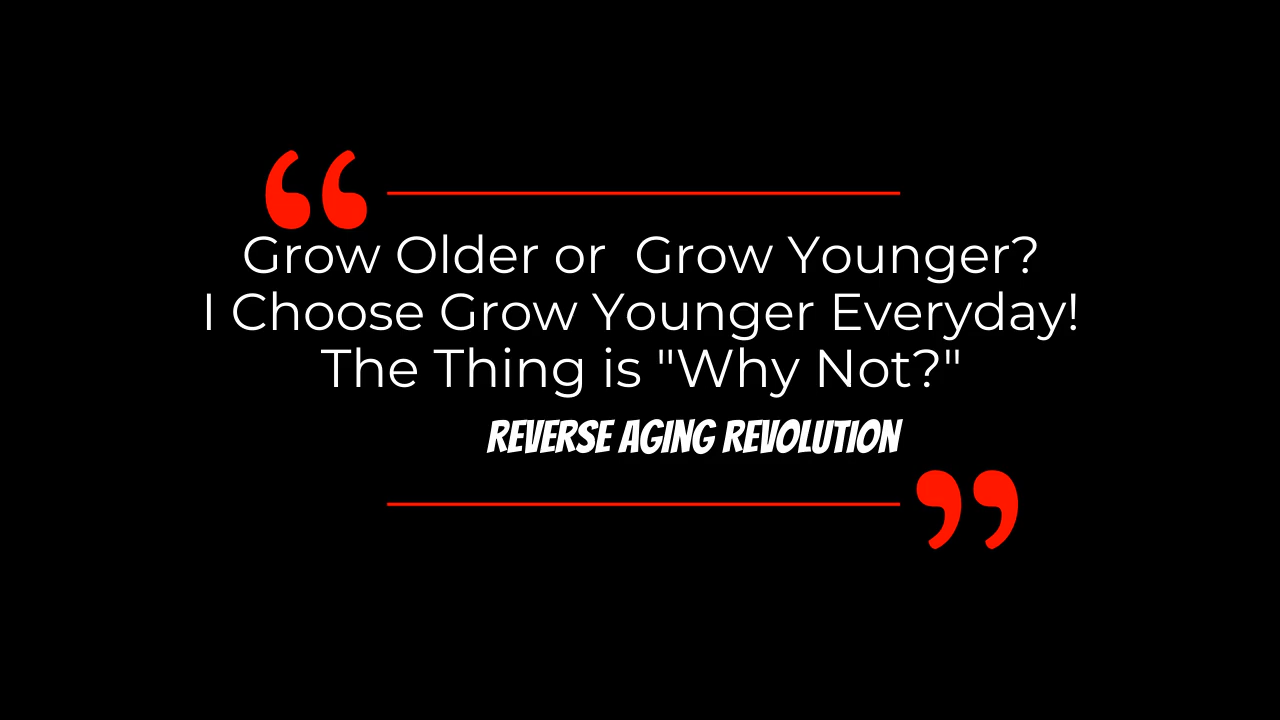 Grow Older or  Grow Younger?
I Choose Grow Younger Everyday!
The Thing is "Why Not?"
REVERSE AGING REVOLUTION